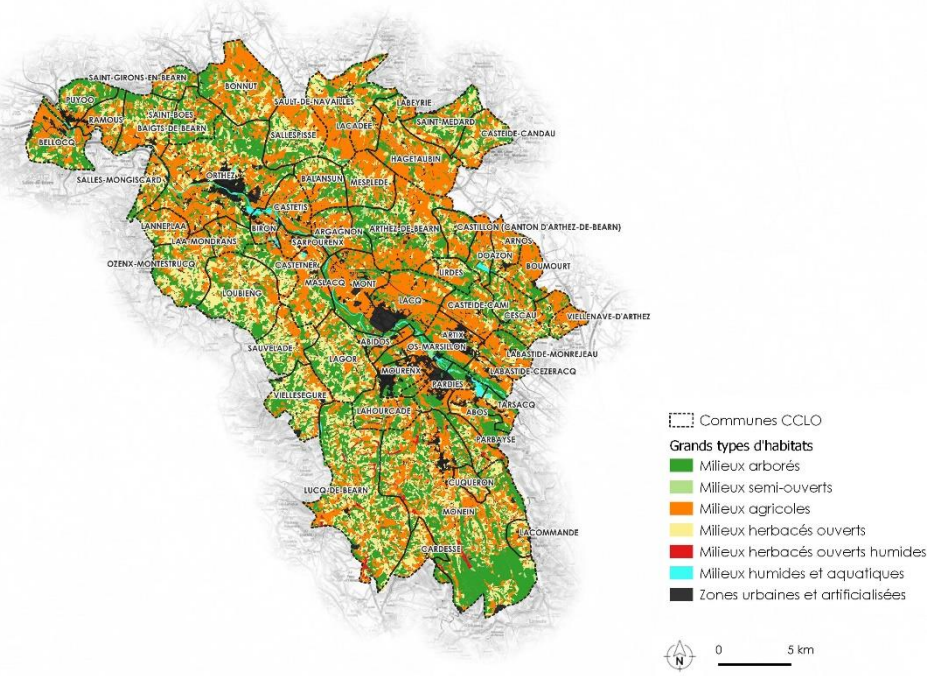 SAINT-GIRONS-EN-BEARN
BONNUT
PUYOO
SAULT-DE-NAVAILLES
LABEYRIE
RAMOUS
SAINT-BOES
LACADEE
SAINT-MEDARD
BAIGTS-DE-BEARN
SALLESPISSE
CASTEIDE-CANDAU
BELLOCQ
HAGETAUBIN
SALLES-MONGISCARD
ORTHEZ
BALANSUN
MESPLEDE
CASTETIS
LANNEPLAA
BIRON
ARGAGNON
ARTHEZ-DE-BEARN
CASTILLON (CANTON D'ARTHEZ-DE-BEARN)
LAA-MONDRANS
SARPOURENX
ARNOS
DOAZON
OZENX-MONTESTRUCQ
CASTETNER
URDES
BOUMOURT
MASLACQ
MONT
LOUBIENG
LACQ
CASTEIDE-CAMI
CESCAU
VIELLENAVE-D'ARTHEZ
ARTIX
ABIDOS
OS-MARSILLON
SAUVELADE
LABASTIDE-MONREJEAU
LAGOR
MOURENX
LABASTIDE-CEZERACQ
PARDIES
VIELLESEGURE
TARSACQ
LAHOURCADE
ABOS
PARBAYSE
CUQUERON
LUCQ-DE-BEARN
MONEIN
LACOMMANDE
CARDESSE
Communes CCLO
Grands types d'habitats
Milieux arborés
Milieux semi-ouverts
Milieux agricoles
Milieux herbacés ouverts
Milieux herbacés ouverts humides
Milieux humides et aquatiques
Zones urbaines et artificialisées
N
0 5 km